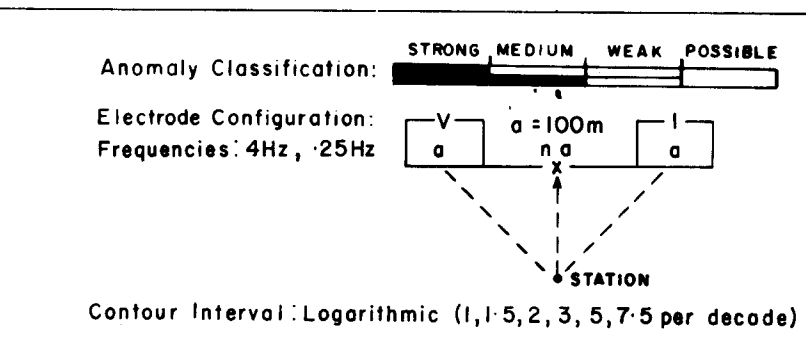 STRONG MEDIUM WEAK POSSIBLE
Anomaly Classification:
Electrode Configuration:
V a = 100m I
Frequencies: 4Hz, ·25Hz
a n a a
X
STATION
Contour Interval: Logarithmic (1, 1·5, 2, 3, 5, 7·5 per decade)